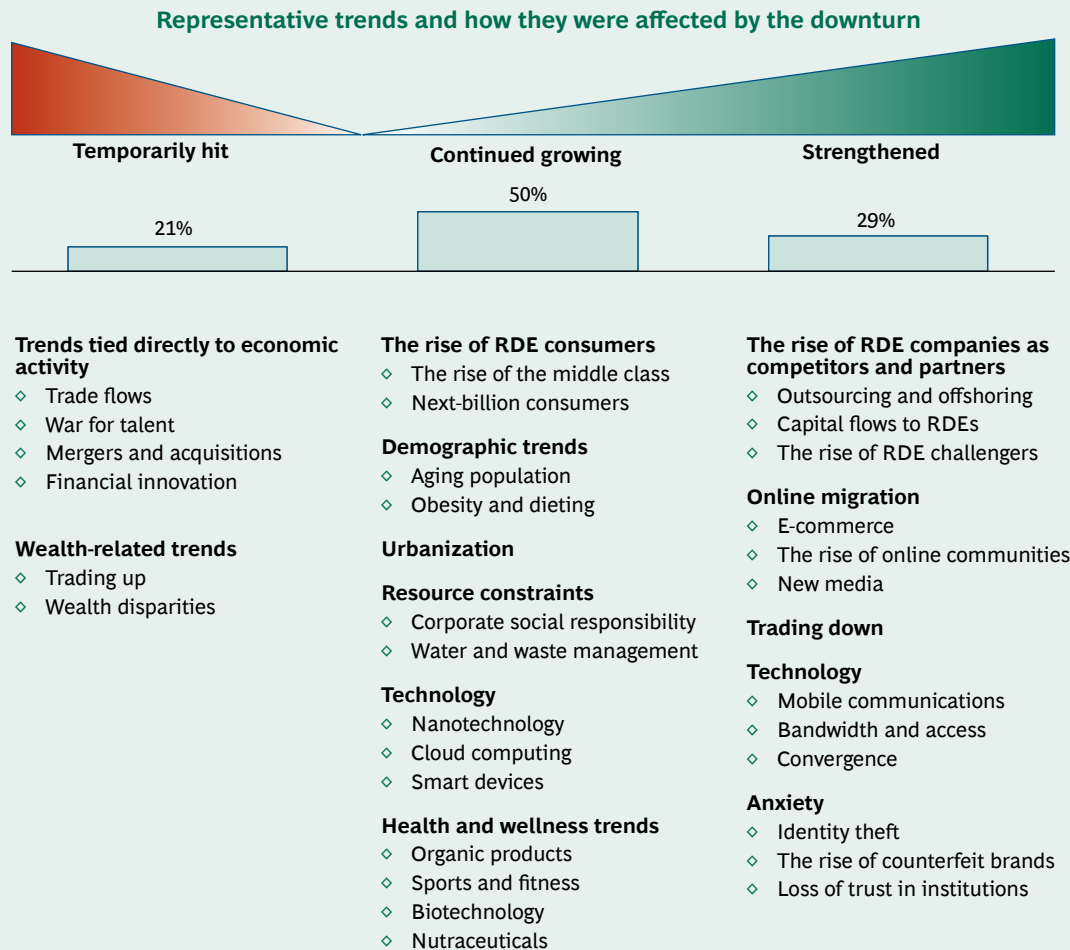 Representative trends and how they were affected by the downturn
Temporarily hit
Continued growing
Strengthened
21%
50%
29%
Trends tied directly to economic
activity
◇ Trade flows
◇ War for talent
◇ Mergers and acquisitions
◇ Financial innovation
Wealth-related trends
◇ Trading up
◇ Wealth disparities
The rise of RDE consumers
◇ The rise of the middle class
◇ Next-billion consumers
Demographic trends
◇ Aging population
◇ Obesity and dieting
Urbanization
Resource constraints
◇ Corporate social responsibility
◇ Water and waste management
Technology
◇ Nanotechnology
◇ Cloud computing
◇ Smart devices
Health and wellness trends
◇ Organic products
◇ Sports and fitness
◇ Biotechnology
◇ Nutraceuticals
The rise of RDE companies as
competitors and partners
◇ Outsourcing and offshoring
◇ Capital flows to RDEs
◇ The rise of RDE challengers
Online migration
◇ E-commerce
◇ The rise of online communities
◇ New media
Trading down
Technology
◇ Mobile communications
◇ Bandwidth and access
◇ Convergence
Anxiety
◇ Identity theft
◇ The rise of counterfeit brands
◇ Loss of trust in institutions